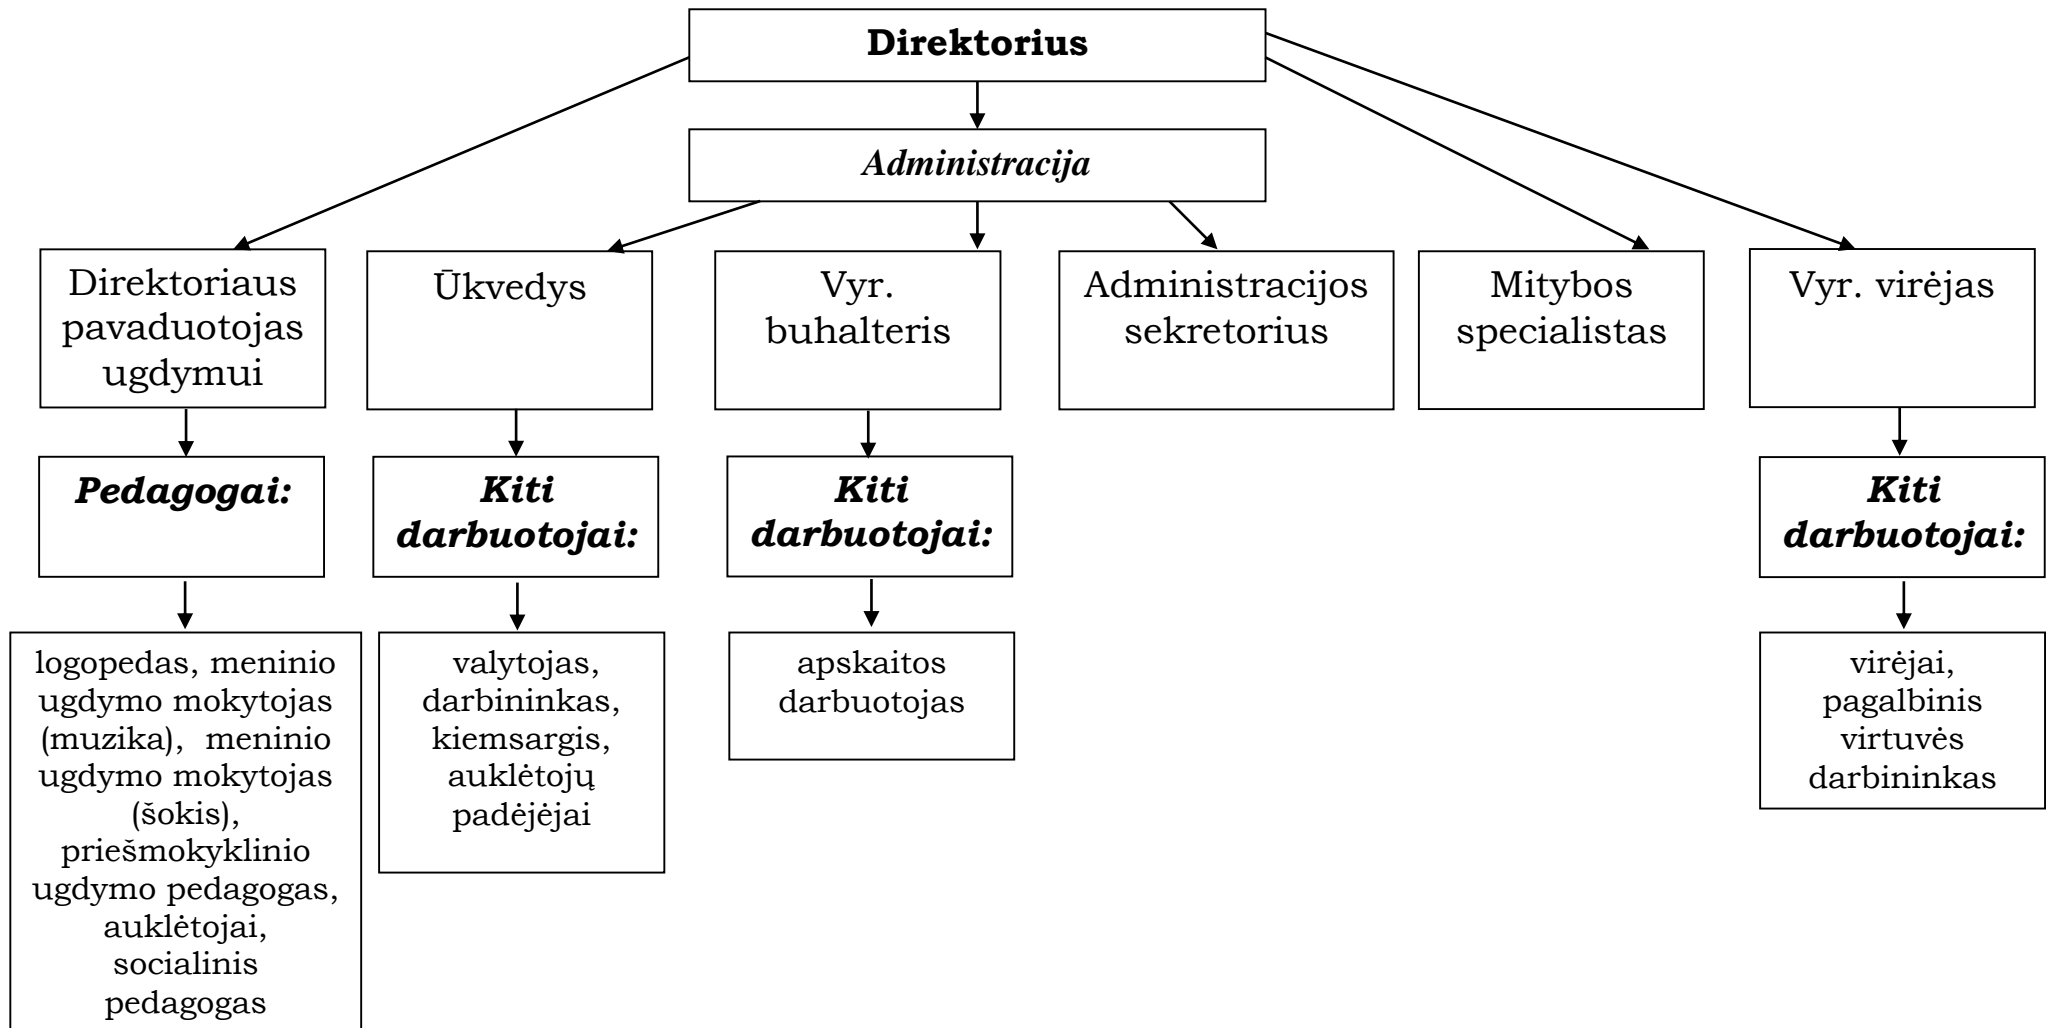 Direktorius
Administracija
Direktoriaus
pavaduotojas
ugdymui
Ūkvedys
Vyr.
buhalteris
Administracijos
sekretorius
Mitybos
specialistas
Vyr. virėjas
Pedagogai:
Kiti
darbuotojai:
Kiti
darbuotojai:
Kiti
darbuotojai:
logopedas, meninio
ugdymo mokytojas
(muzika), meninio
ugdymo mokytojas
(šokis),
priešmokyklinio
ugdymo pedagogas,
auklėtojai,
socialinis
pedagogas
valytojas,
darbininkas,
kiemsargis,
auklėtojų
padėjėjai
apskaitos
darbuotojas
virėjai,
pagalbinis
virtuvės
darbininkas